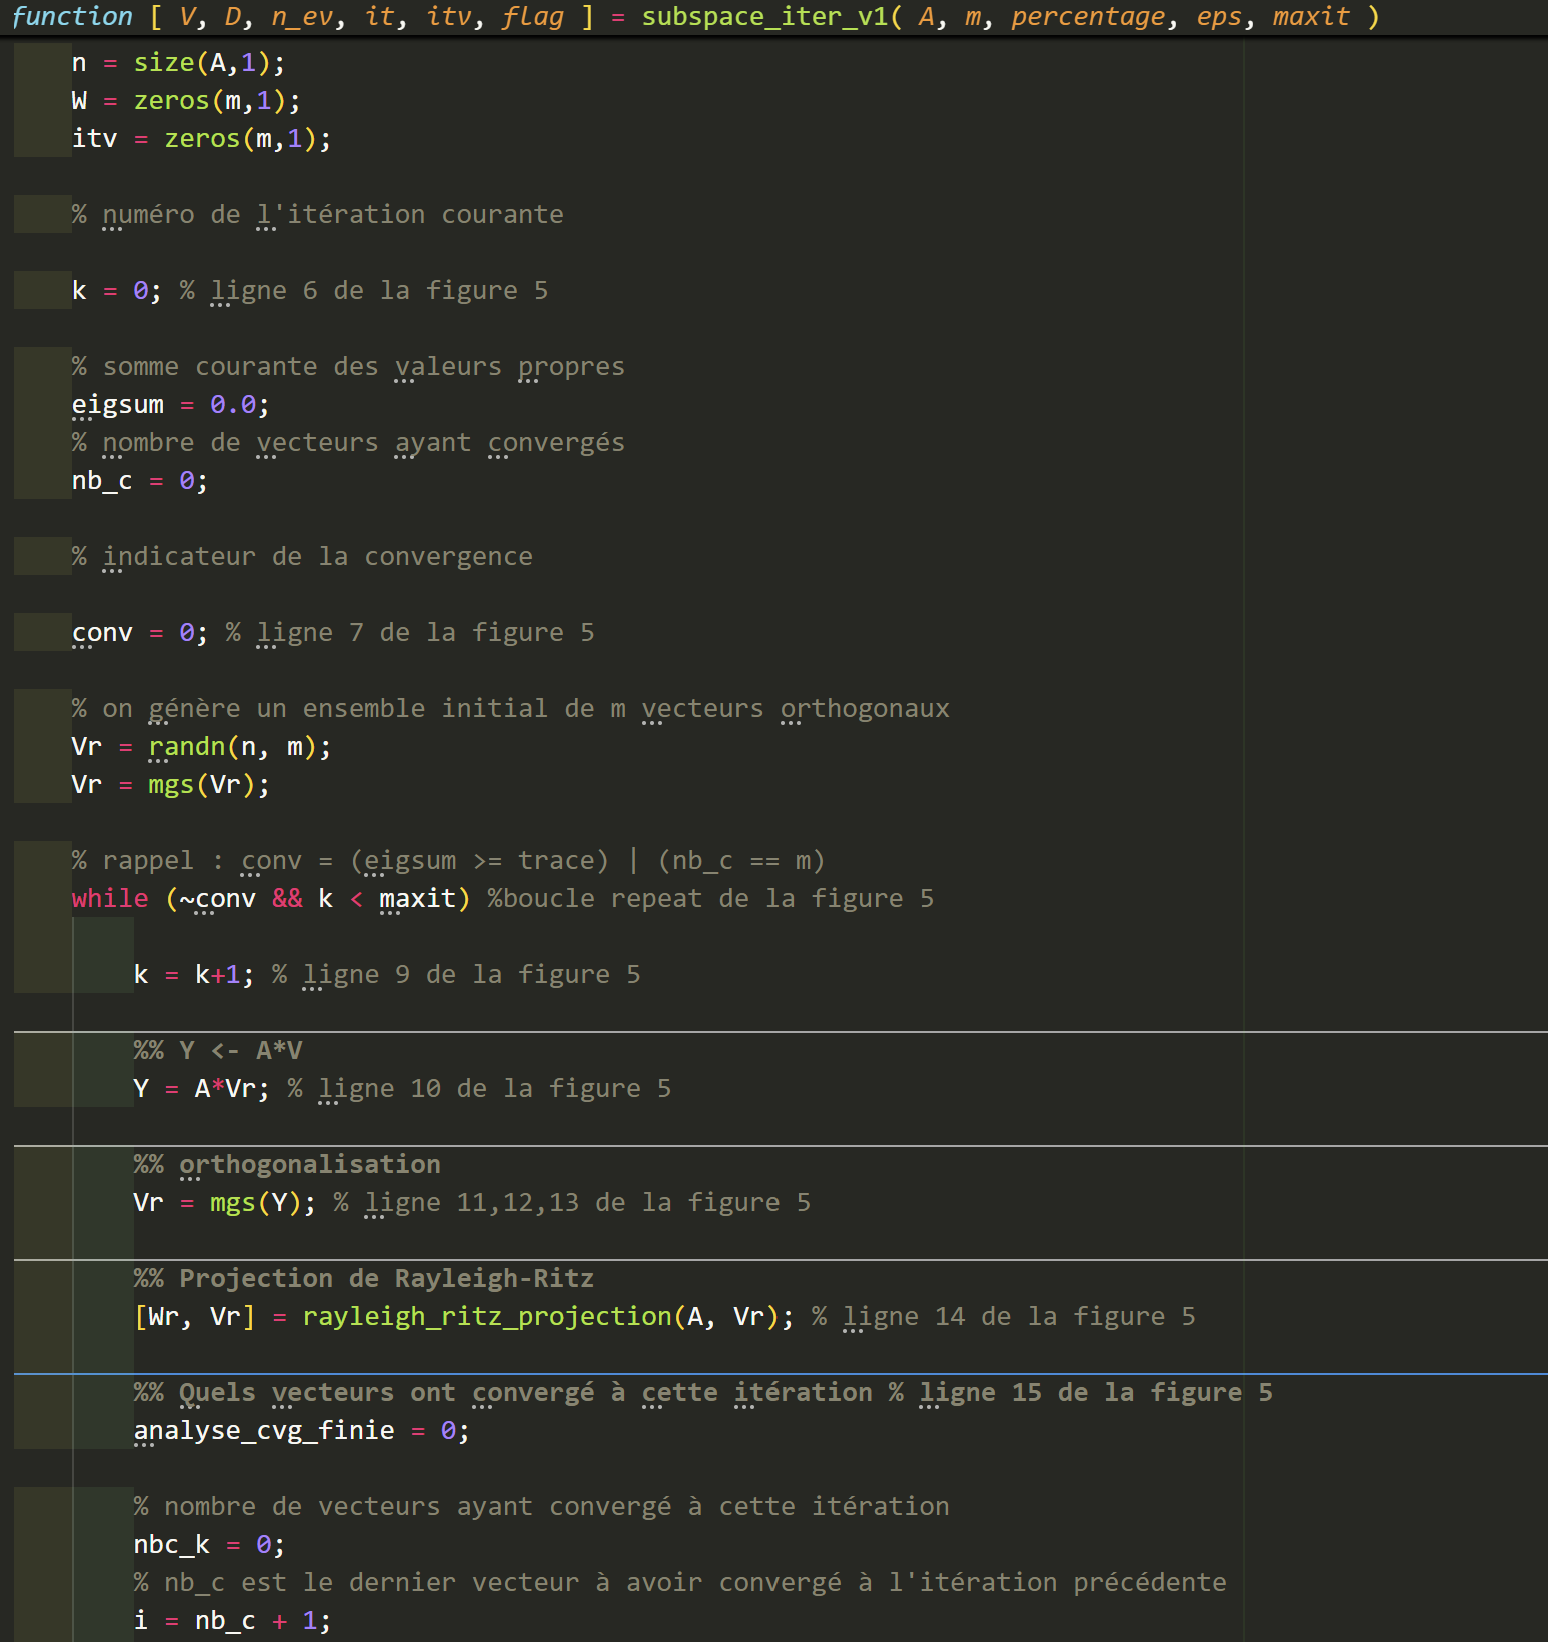 function [ V, D, n_ev, it, itv, flag ] = subspace_iter_v1( A, m, percentage, eps, maxit )
n = size(A,1);
W = zeros(m,1);
itv = zeros(m,1);
% numéro de l'itération courante
k = 0; % ligne 6 de la figure 5
% somme courante des valeurs propres
eigsum = 0.0;
% nombre de vecteurs ayant convergés
nb_c = 0;
% indicateur de la convergence
conv = 0; % ligne 7 de la figure 5
% on génère un ensemble initial de m vecteurs orthogonaux
Vr = randn(n, m);
Vr = mgs(Vr);
% rappel : conv = (eigsum >= trace) | (nb_c == m)
while (~conv && k < maxit) %boucle repeat de la figure 5
k = k+1; % ligne 9 de la figure 5
%% Y <- A*V
Y = A*Vr; % ligne 10 de la figure 5
%% orthogonalisation
Vr = mgs(Y); % ligne 11,12,13 de la figure 5
%% Projection de Rayleigh-Ritz
[Wr, Vr] = rayleigh_ritz_projection(A, Vr); % ligne 14 de la figure 5
%% Quels vecteurs ont convergé à cette itération % ligne 15 de la figure 5
analyse_cvg_finie = 0;
% nombre de vecteurs ayant convergé à cette itération
nbc_k = 0;
% nb_c est le dernier vecteur à avoir convergé à l'itération précédente
i = nb_c + 1;